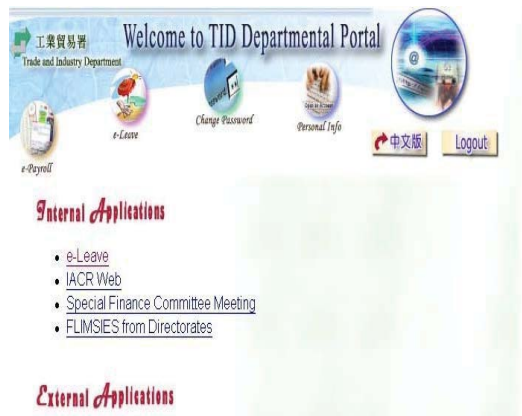 工業貿易署
Trade and Industry Department
Welcome to TID Departmental Portal
e-Payroll
e-Leave
Change Password
Personal Info
中文版
Logout
Internal Applications
e-Leave
IACR Web
Special Finance Committee Meeting
FLIMSIES from Directorates
External Applications